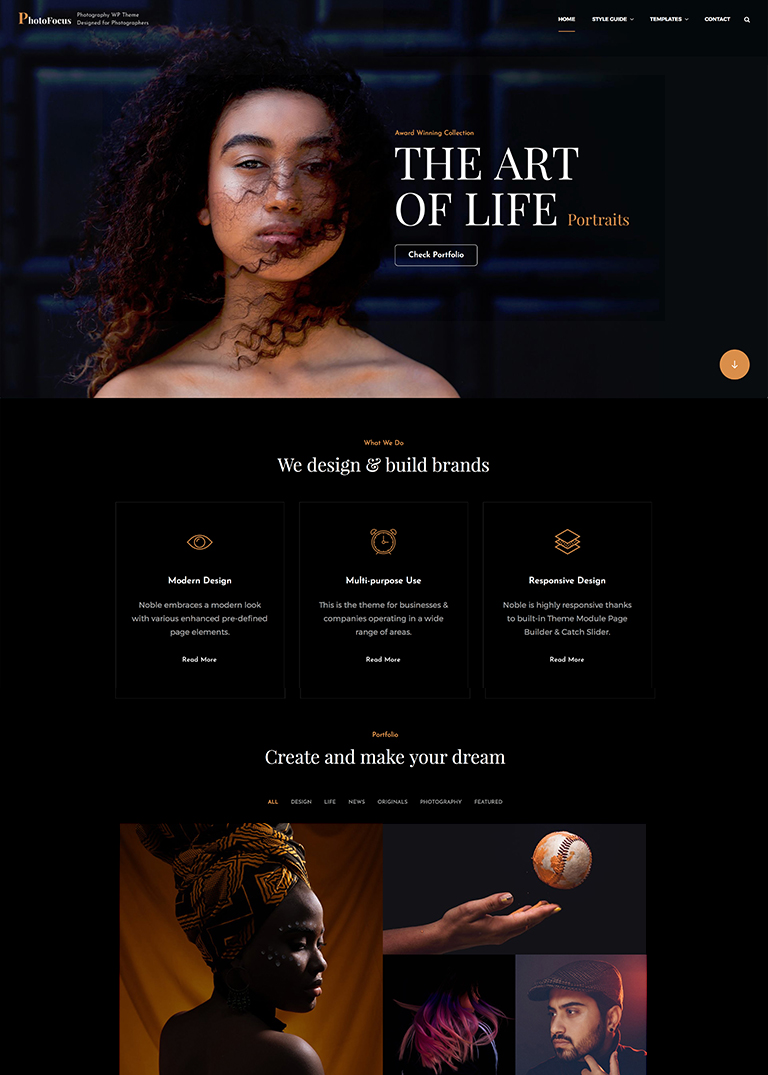 PhotoFocus
Photography WP Theme
Designed for Photographers
HOME
STYLE GUIDE
TEMPLATES
CONTACT
Award Winning Collection
THE ART
OF LIFE Portraits
Check Portfolio
What We Do
We design & build brands
Modern Design
Noble embraces a modern look
with various enhanced pre-defined
page elements.
Read More
Multi-purpose Use
This is the theme for businesses &
companies operating in a wide
range of areas.
Read More
Responsive Design
Noble is highly responsive thanks
to built-in Theme Module Page
Builder & Catch Slider.
Read More
Portfolio
Create and make your dream
ALL
DESIGN
LIFE
NEWS
ORIGINALS
PHOTOGRAPHY
FEATURED